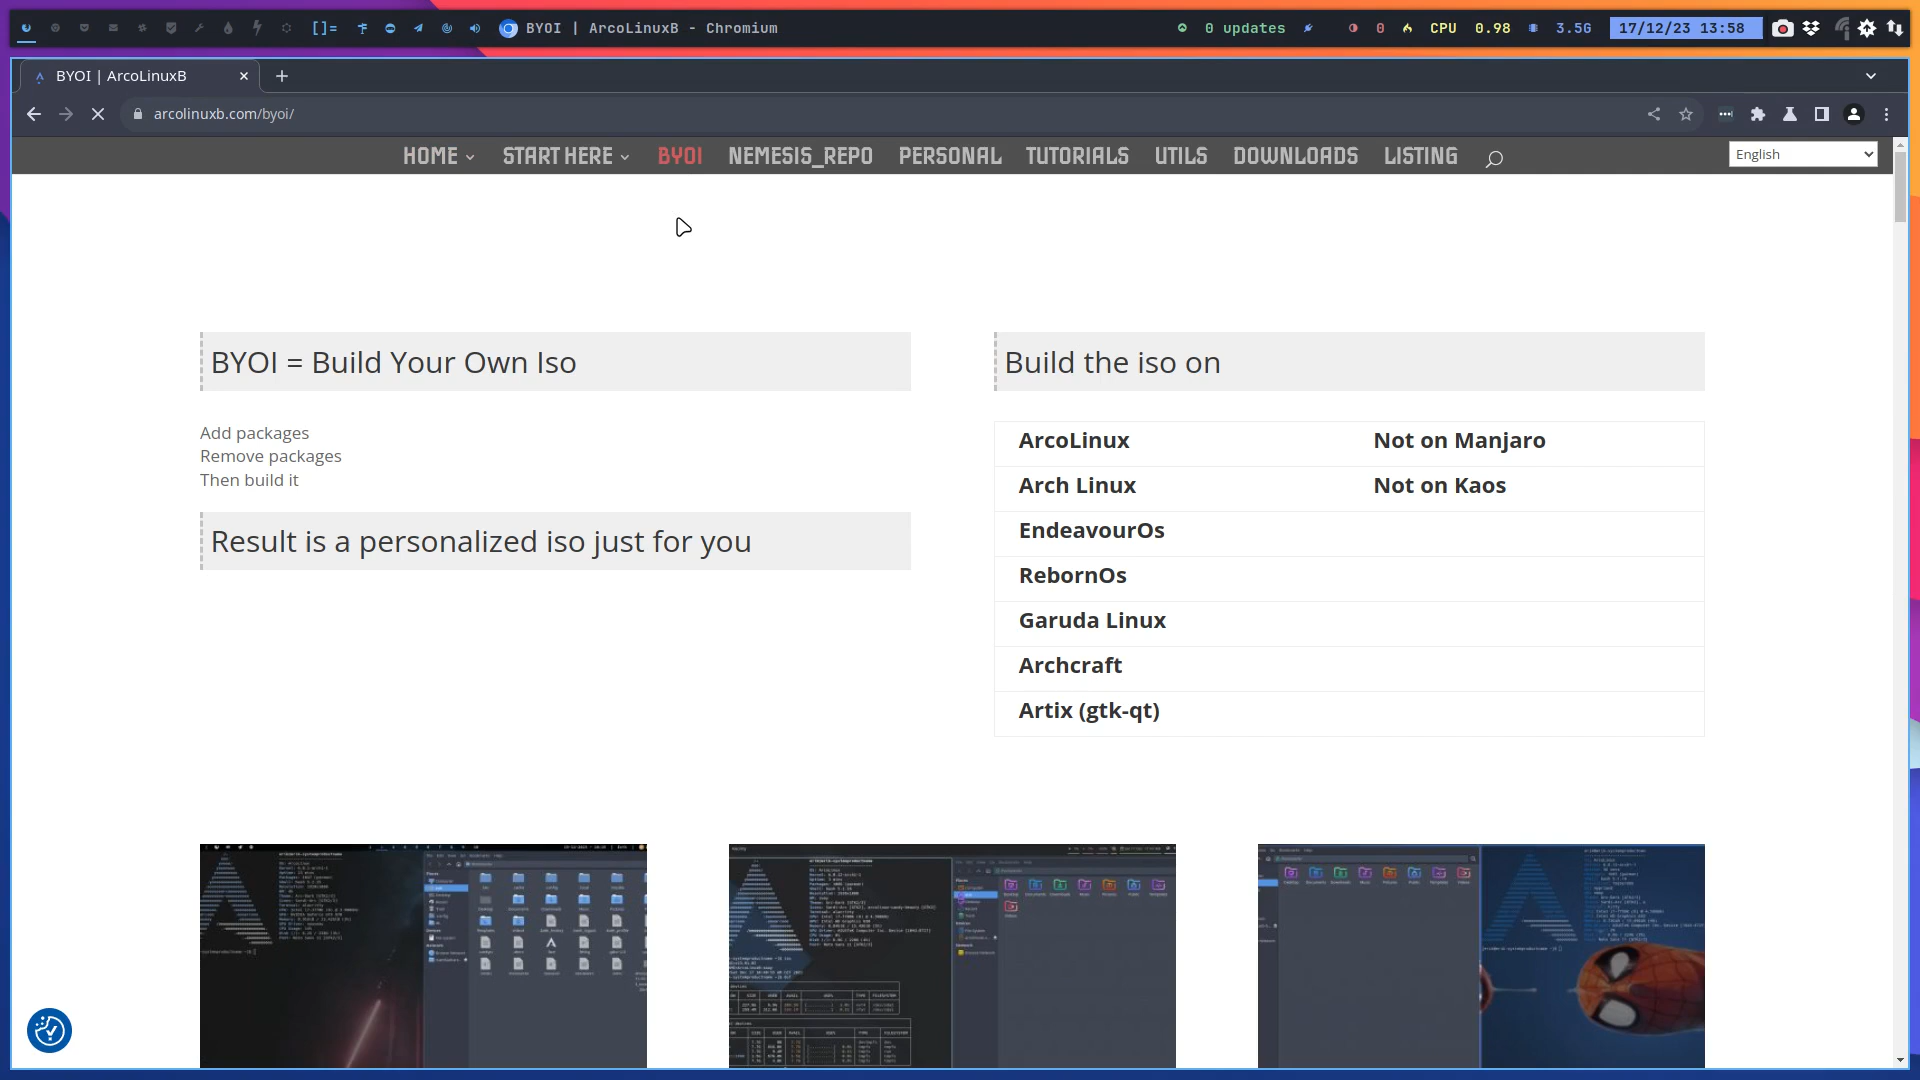 []=
BYOI | ArcoLinuxB - Chromium
0 updates
0
CPU 0.98
3.5G
17/12/23 13:58
BYOI | ArcoLinuxB
arcolinuxb.com/byoi/
HOME
START HERE
BYOI
NEMESIS_REPO
PERSONAL
TUTORIALS
UTILS
DOWNLOADS
LISTING
English
BYOI = Build Your Own Iso
Add packages
Remove packages
Then build it
Result is a personalized iso just for you
Build the iso on
ArcoLinux Not on Manjaro
Arch Linux Not on Kaos
EndeavourOs
RebornOs
Garuda Linux
Archcraft
Artix (gtk-qt)